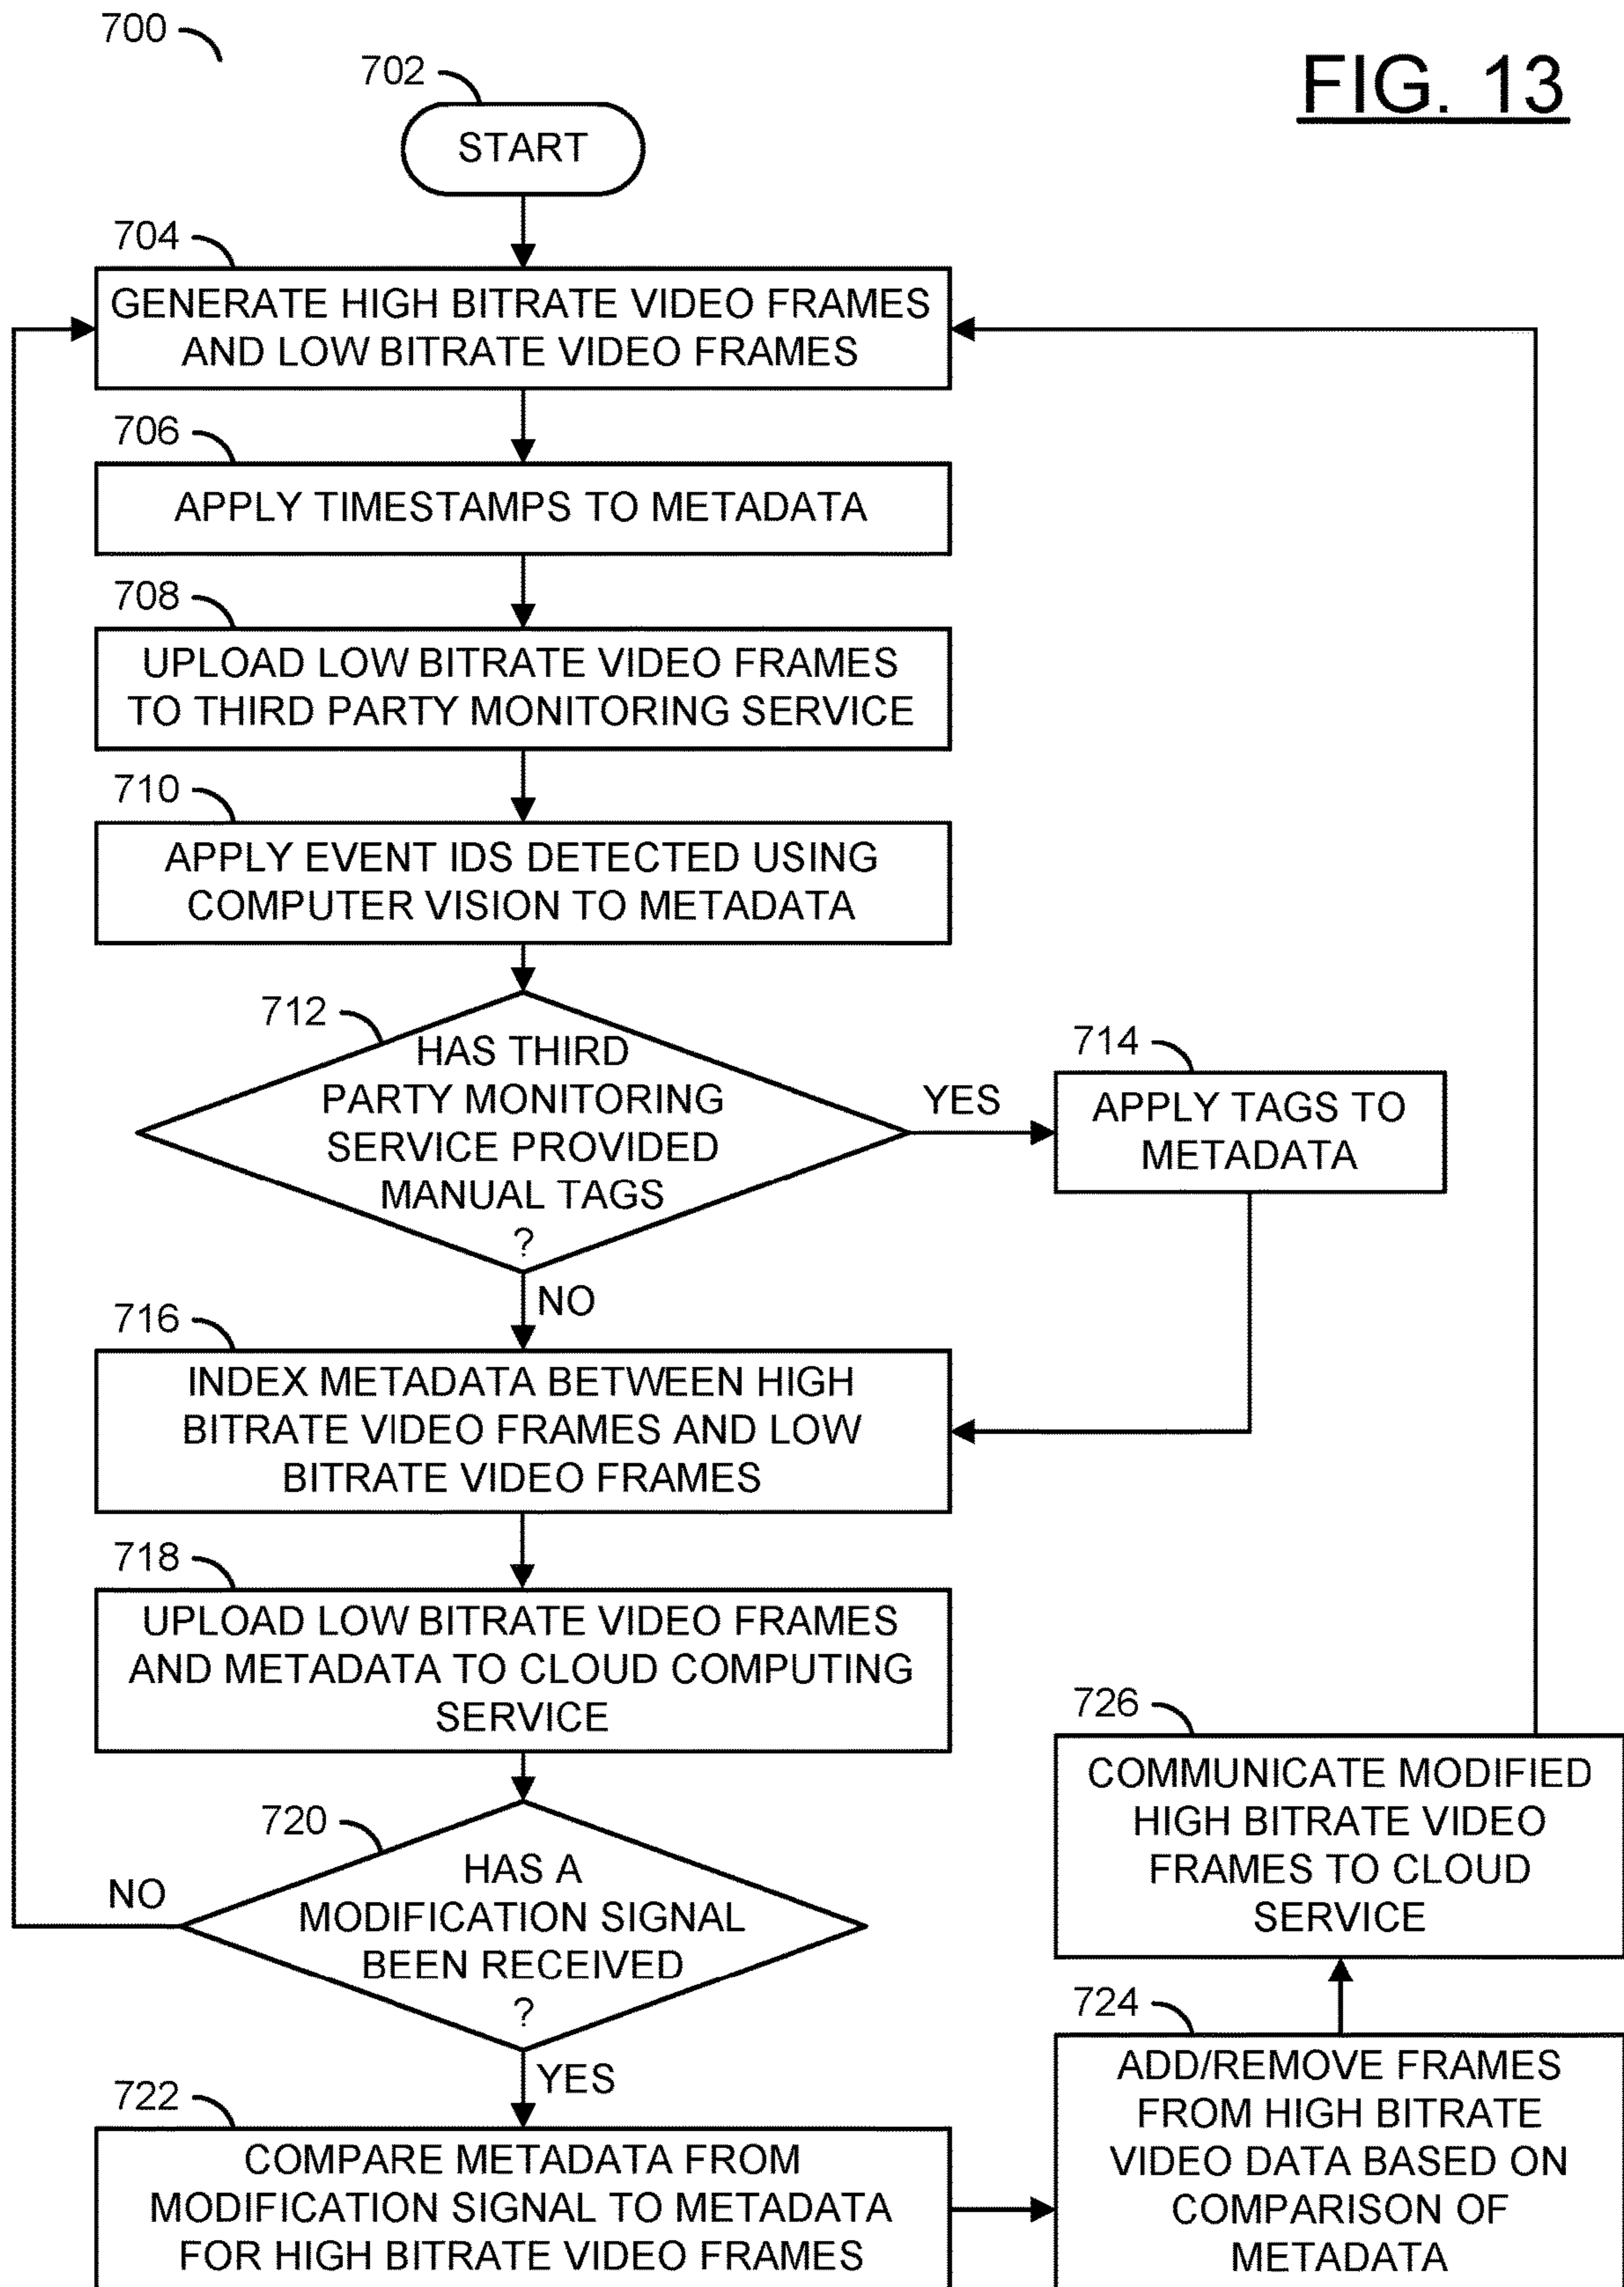 700
FIG. 13
702
START
704
GENERATE HIGH BITRATE VIDEO FRAMES
AND LOW BITRATE VIDEO FRAMES
706
APPLY TIMESTAMPS TO METADATA
708
UPLOAD LOW BITRATE VIDEO FRAMES
TO THIRD PARTY MONITORING SERVICE
710
APPLY EVENT IDS DETECTED USING
COMPUTER VISION TO METADATA
712
HAS THIRD
PARTY MONITORING
SERVICE PROVIDED
MANUAL TAGS
?
YES
714
APPLY TAGS TO
METADATA
NO
716
INDEX METADATA BETWEEN HIGH
BITRATE VIDEO FRAMES AND LOW
BITRATE VIDEO FRAMES
718
UPLOAD LOW BITRATE VIDEO FRAMES
AND METADATA TO CLOUD COMPUTING
SERVICE
720
HAS A
MODIFICATION SIGNAL
BEEN RECEIVED
?
NO
YES
722
COMPARE METADATA FROM
MODIFICATION SIGNAL TO METADATA
FOR HIGH BITRATE VIDEO FRAMES
724
ADD/REMOVE FRAMES
FROM HIGH BITRATE
VIDEO DATA BASED ON
COMPARISON OF
METADATA
726
COMMUNICATE MODIFIED
HIGH BITRATE VIDEO
FRAMES TO CLOUD
SERVICE